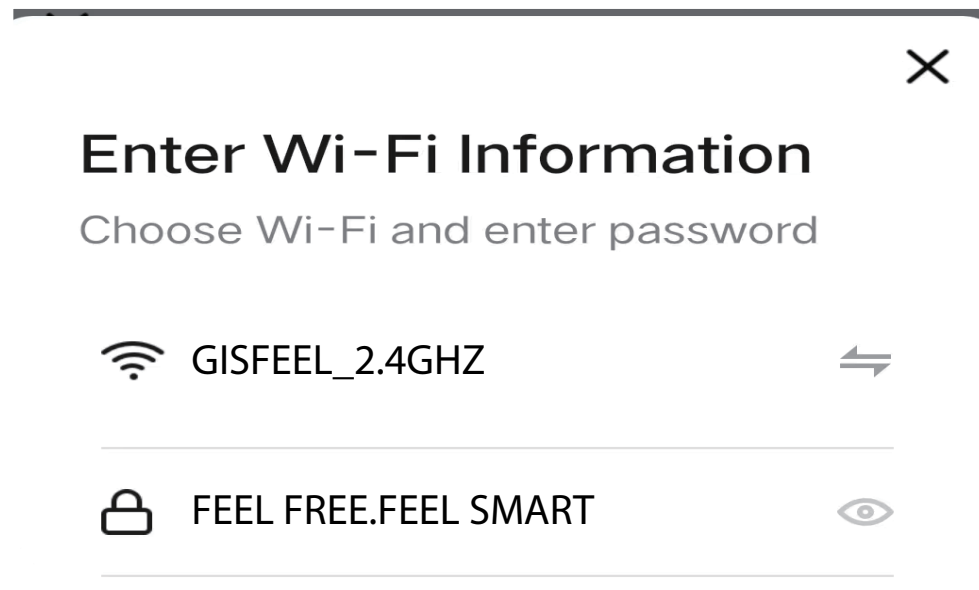 Enter Wi-Fi Information
Choose Wi-Fi and enter password
GISFEEL_2.4GHZ
FEEL FREE.FEEL SMART